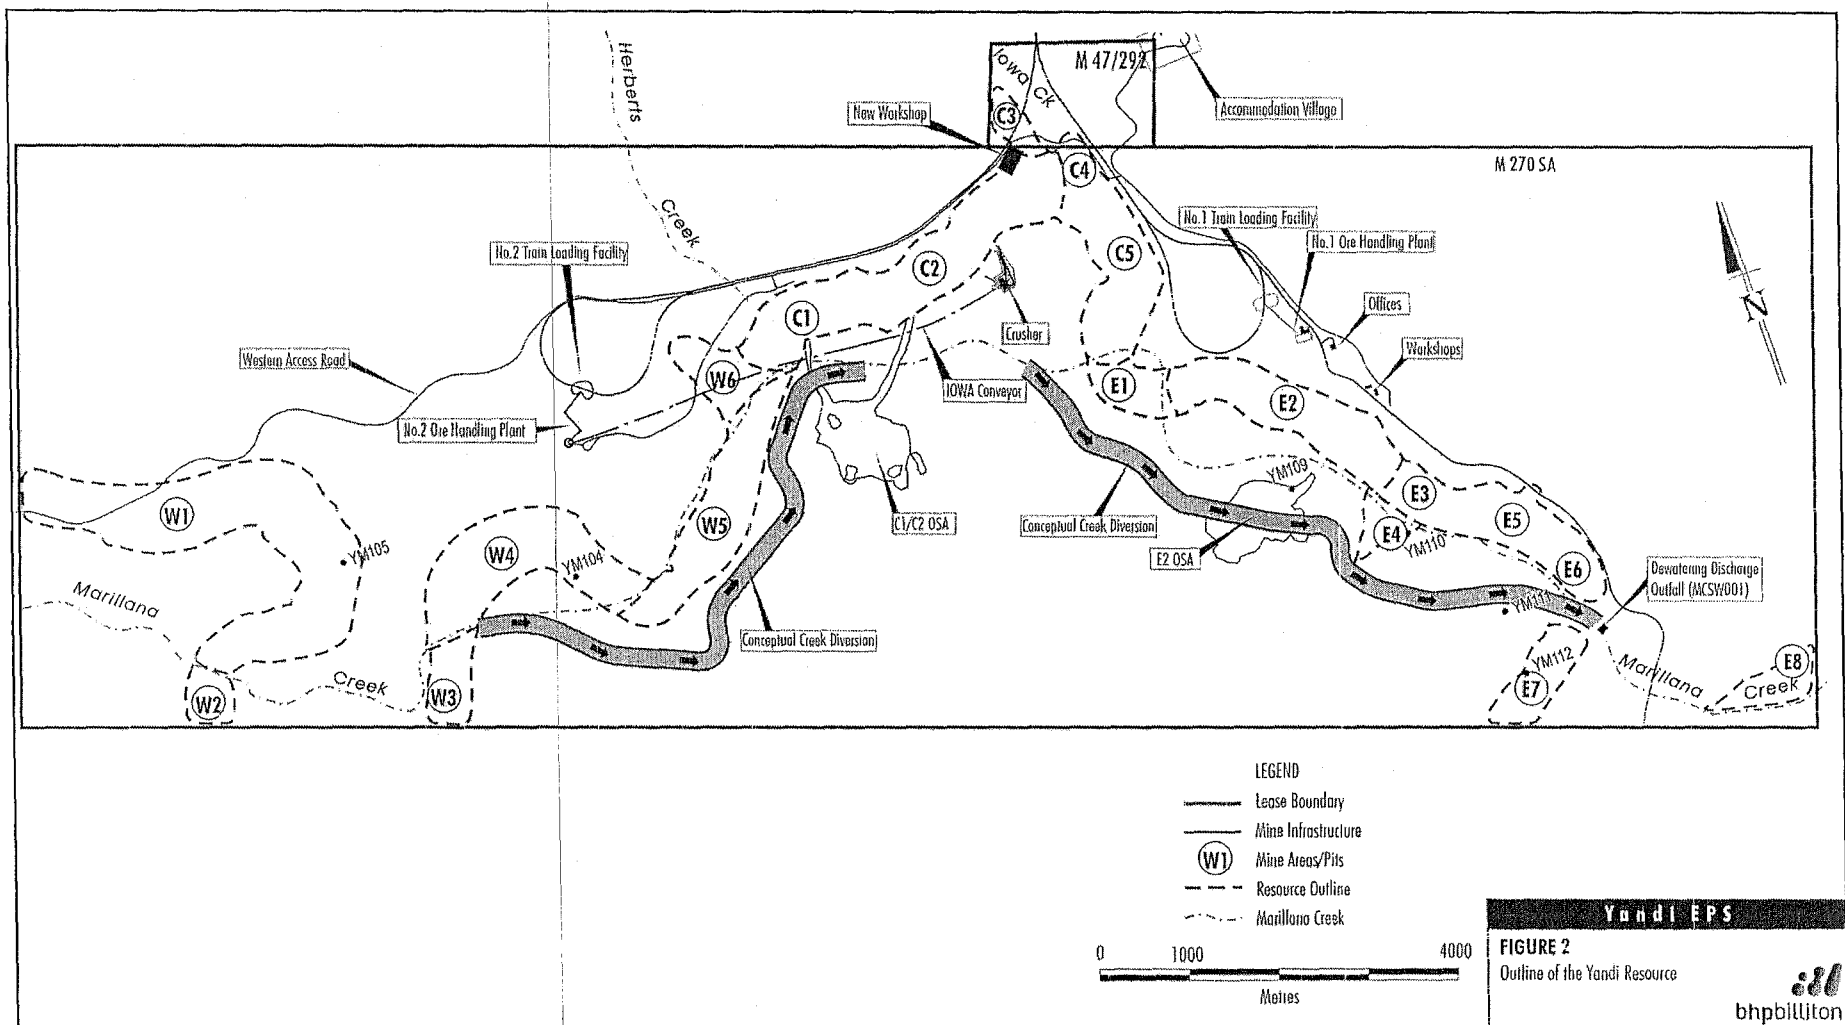 Herberts
Creek
Iowa Ck
M 47/292
C3
New Workshop
Accommodation Village
M 270 SA
C4
No.1 Train Loading Facility
No.1 Ore Handling Plant
No.2 Train Loading Facility
C2
C5
Offices
C1
Crusher
Workshops
Western Access Road
W6
IOWA Conveyor
E1
E2
No.2 Ore Handling Plant
N
W1
W5
C1/C2 OSA
Conceptual Creek Diversion
YM109
E3
E5
E4
YM110
E2 OSA
W4
YM105
YM104
E6
Dewatering Discharge
Outfall (MCSW001)
Marillana
Creek
YM111
Conceptual Creek Diversion
YM112
W2
W3
E7
Marillana
Creek
E8
LEGEND
Lease Boundary
Mine Infrastructure
W1
Mine Areas/Pits
Resource Outline
Marillana Creek
0 1000 4000
Metres
Yandi EPS
FIGURE 2
Outline of the Yandi Resource
bhpbilliton